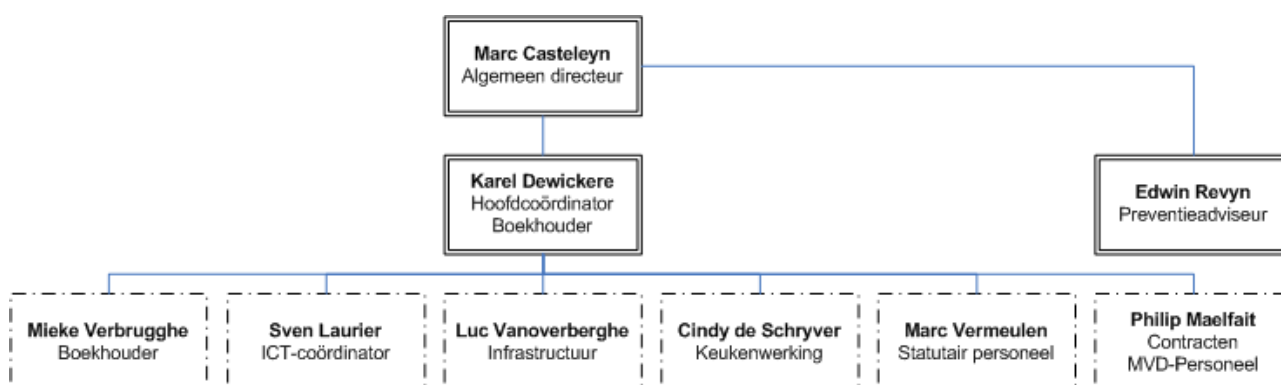 Marc Casteleyn
Algemeen directeur
Karel Dewickere
Hoofdcoördinator
Boekhouder
Edwin Revyn
Preventieadviseur
Mieke Verbrugghe
Boekhouder
Sven Laurier
ICT-coördinator
Luc Vanoverberghe
Infrastructuur
Cindy de Schryver
Keukenwerking
Marc Vermeulen
Statutair personeel
Philip Maelfait
Contracten
MVD-Personeel